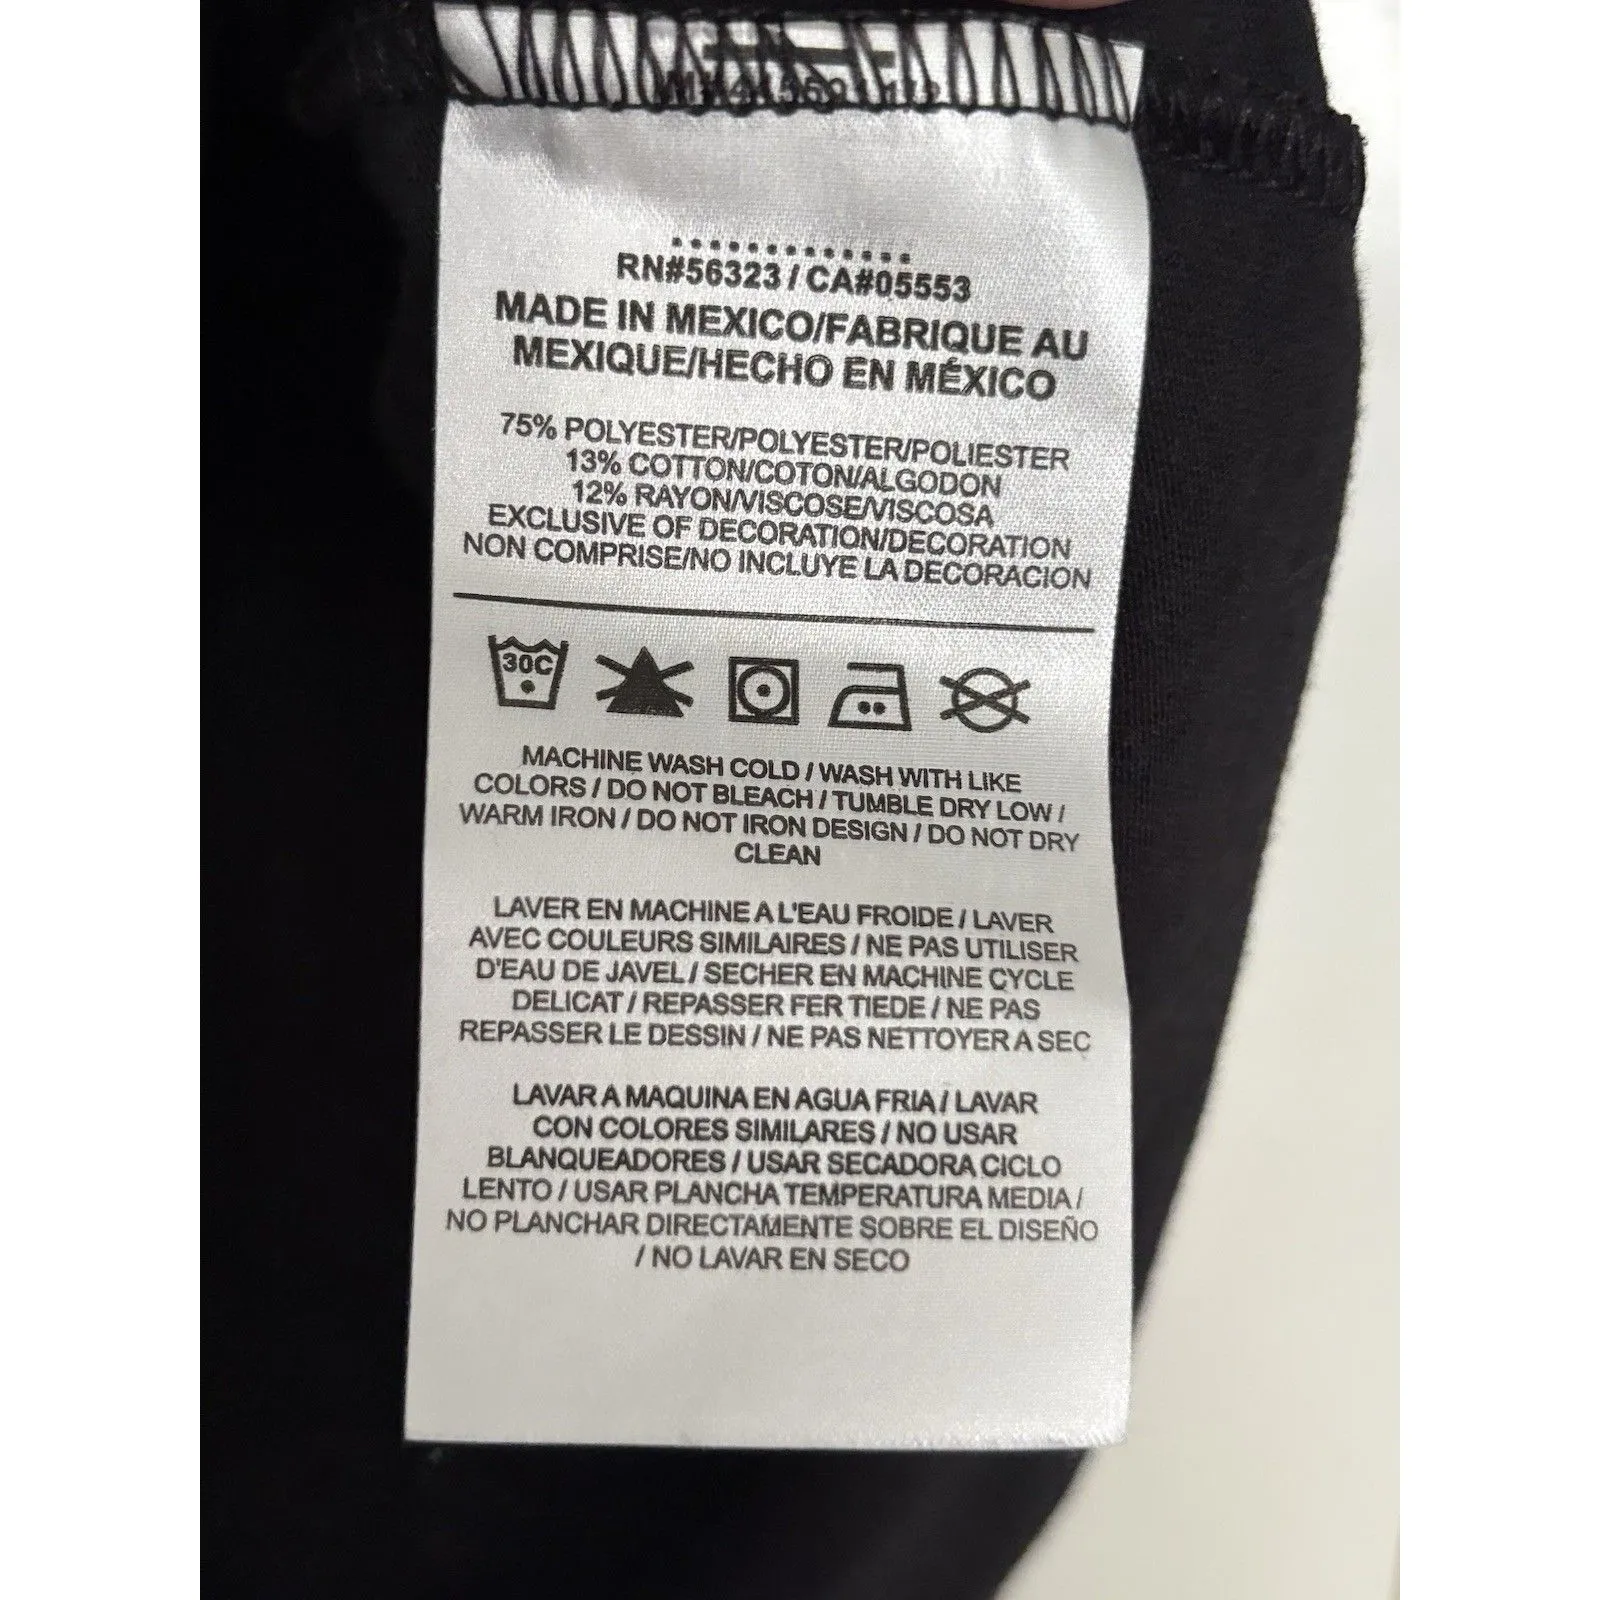 RN#56323 / CA#05553
MADE IN MEXICO/FABRIQUE AU
MEXIQUE/HECHO EN MÉXICO
75% POLYESTER/POLYESTER/POLIESTER
13% COTTON/COTON/ALGODON
12% RAYON/VISCOSE/VISCOSA
EXCLUSIVE OF DECORATION/DECORATION
NON COMPRISE/NO INCLUYE LA DECORACION
30C
MACHINE WASH COLD / WASH WITH LIKE
COLORS / DO NOT BLEACH / TUMBLE DRY LOW /
WARM IRON / DO NOT IRON DESIGN / DO NOT DRY
CLEAN
LAVER EN MACHINE A L'EAU FROIDE / LAVER
AVEC COULEURS SIMILAIRES / NE PAS UTILISER
D'EAU DE JAVEL / SECHER EN MACHINE CYCLE
DELICAT / REPASSER FER TIEDE / NE PAS
REPASSER LE DESSIN / NE PAS NETTOYER A SEC
LAVAR A MAQUINA EN AGUA FRIA / LAVAR
CON COLORES SIMILARES / NO USAR
BLANQUEADORES / USAR SECADORA CICLO
LENTO / USAR PLANCHA TEMPERATURA MEDIA /
NO PLANCHAR DIRECTAMENTE SOBRE EL DISEÑO
/ NO LAVAR EN SECO